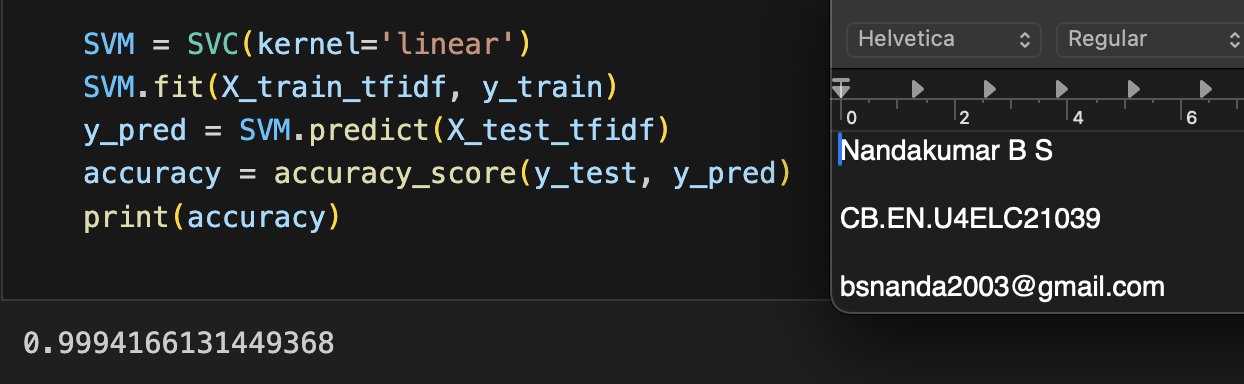 SVM = SVC(kernel='linear')
SVM.fit(X_train_tfidf, y_train)
y_pred = SVM.predict(X_test_tfidf)
accuracy = accuracy_score(y_test, y_pred)
print(accuracy)
0.9994166131449368
Helvetica Regular
0 2 4 6
Nandakumar B S
CB.EN.U4ELC21039
bsnanda2003@gmail.com